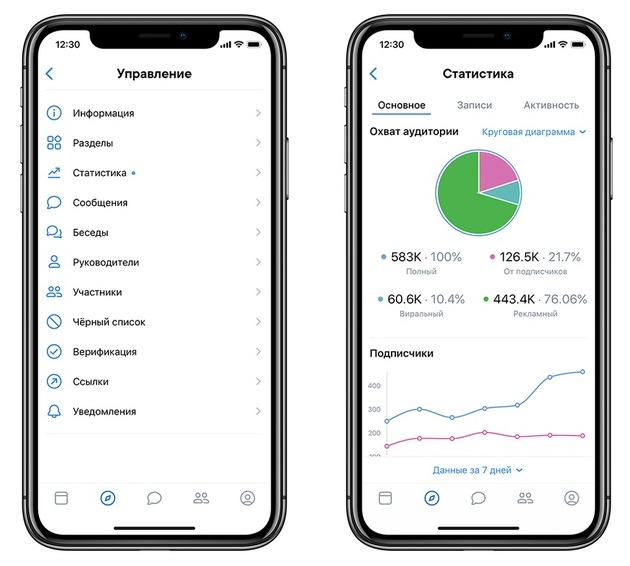 12:30
Управление
Информация
Разделы
Статистика
Сообщения
Беседы
Руководители
Участники
Чёрный список
Верификация
Ссылки
Уведомления
12:30
Статистика
Основное Записи Активность
Охват аудитории Круговая диаграмма
583K · 100% 126.5K · 21.7%
Полный От подписчиков
60.6K · 10.4% 443.4K · 76.06%
Виральный Рекламный
Подписчики
400
300
200
100
Данные за 7 дней